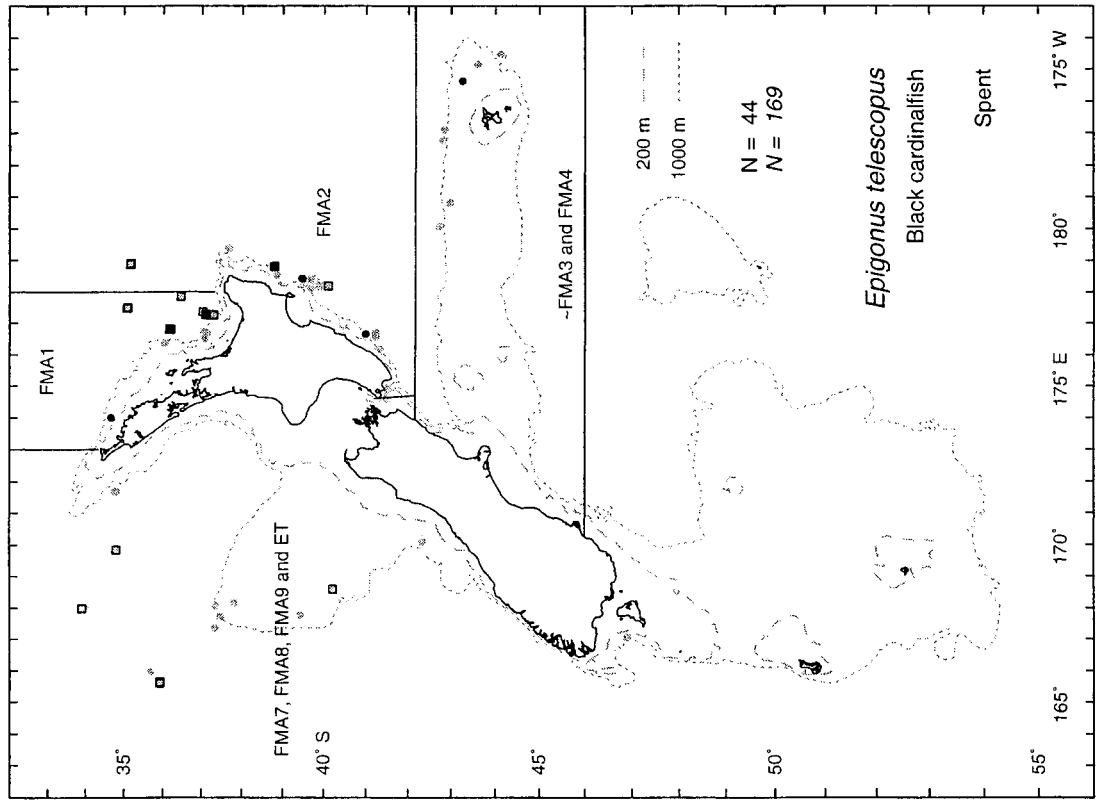 FMA1
FMA2
FMA7, FMA8, FMA9 and ET
~FMA3 and FMA4
200 m
1000 m
N = 44
N = 169
Epigonus telescopus
Black cardinalfish
Spent
35°
40° S
45°
50°
55°
165°
170°
175° E
180°
175° W